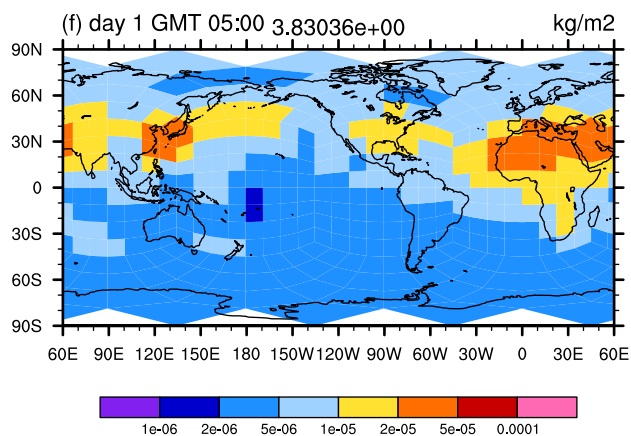 (f) day 1 GMT 05:00 3.83036e+00 kg/m2
90N
60N
30N
0
30S
60S
90S
60E 90E 120E 150E 180 150W 120W 90W 60W 30W 0 30E 60E
1e-06 2e-06 5e-06 1e-05 2e-05 5e-05 0.0001